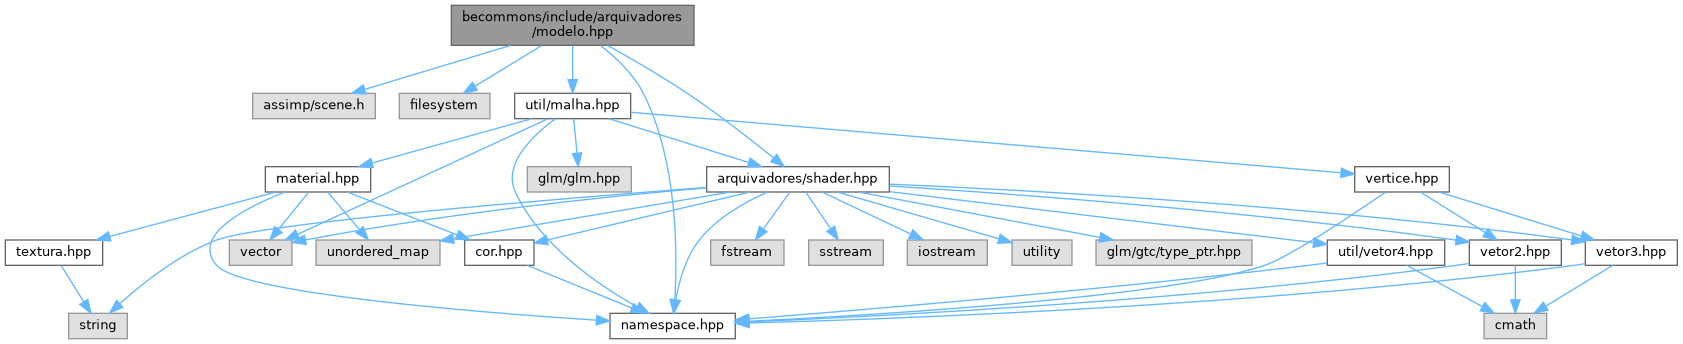 becommons/include/arquivadores
/modelo.hpp
assimp/scene.h
filesystem
util/malha.hpp
material.hpp
glm/glm.hpp
arquivadores/shader.hpp
vertice.hpp
textura.hpp
vector
unordered_map
cor.hpp
fstream
sstream
iostream
utility
glm/gtc/type_ptr.hpp
util/vetor4.hpp
vetor2.hpp
vetor3.hpp
string
namespace.hpp
cmath